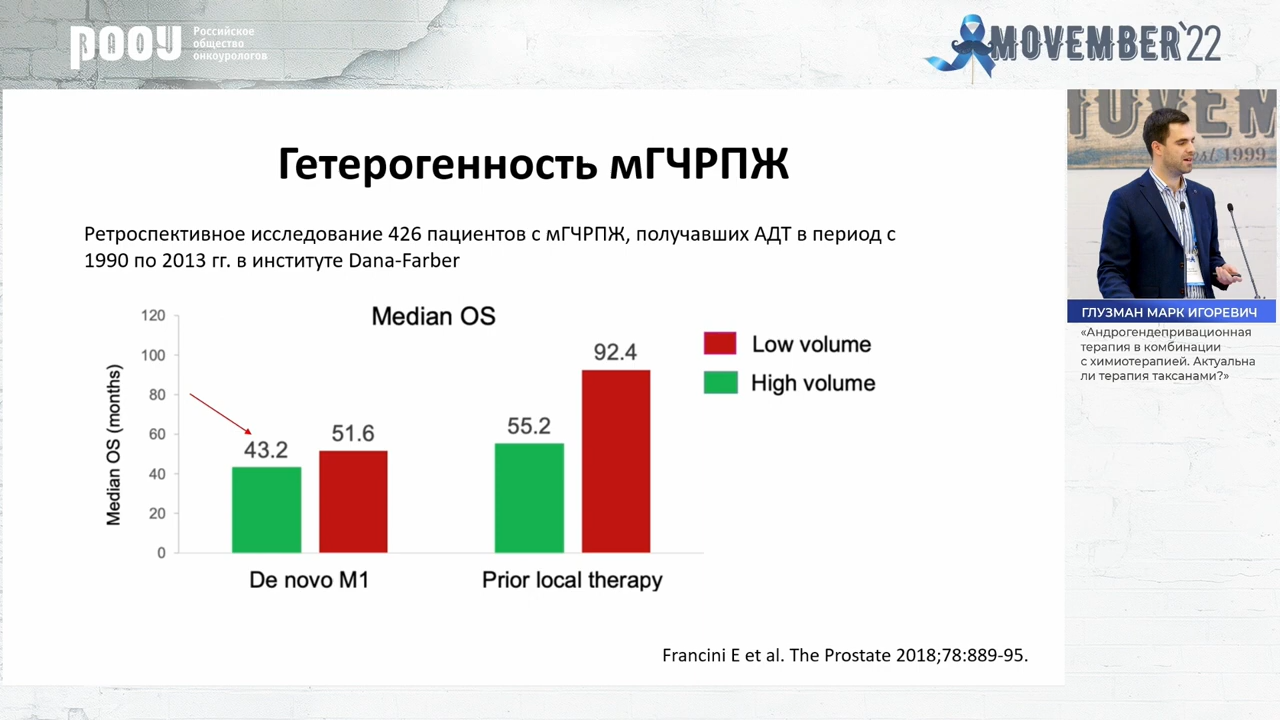 РООУ
Российское
общество
онкоурологов
MOVEMBER'22
Гетерогенность мГЧРПЖ
Ретроспективное исследование 426 пациентов с мГЧРПЖ, получавших АДТ в период с
1990 по 2013 гг. в институте Dana-Farber
Median OS
Median OS (months)
120
100
80
60
40
20
0
43.2
51.6
55.2
92.4
De novo M1
Prior local therapy
Low volume
High volume
Francini E et al. The Prostate 2018;78:889-95.
1999
ГЛУЗМАН МАРК ИГОРЕВИЧ
«Андрогендепривационная
терапия в комбинации
с химиотерапией. Актуальна
ли терапия таксанами?»